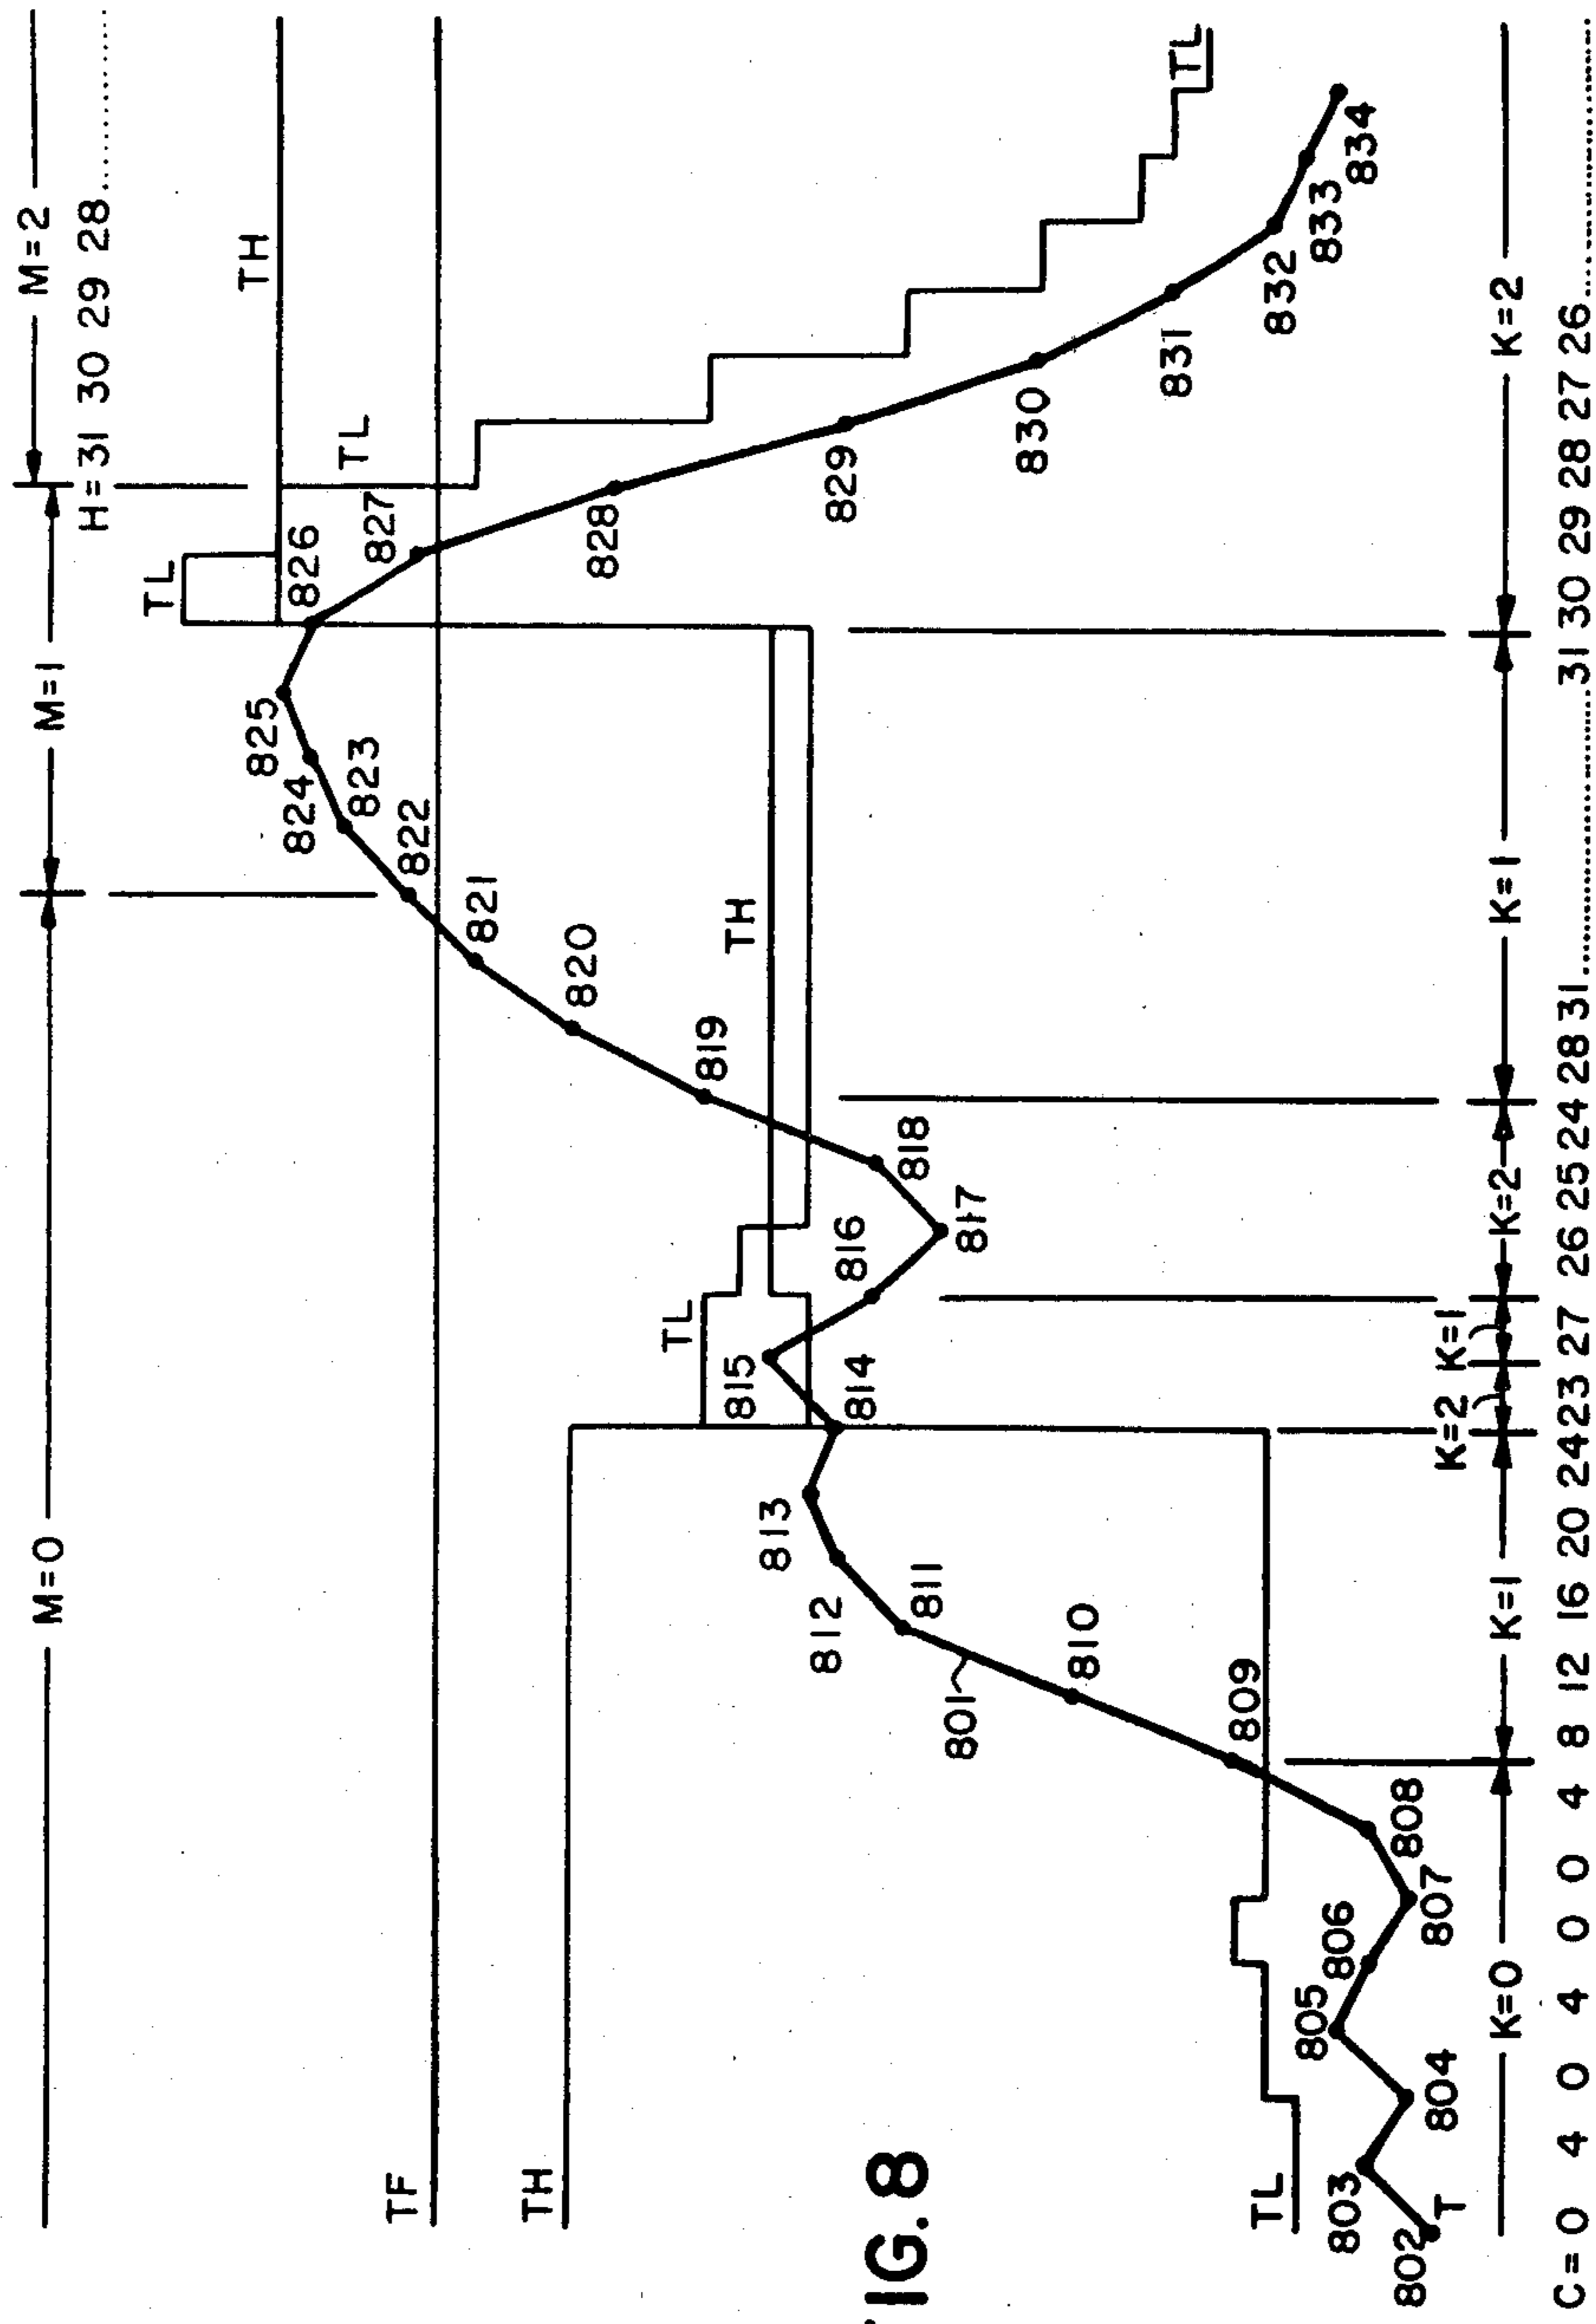 M=0 M=1 M=2
H=31 30 29 28..........
TL
TH
TF
TH
TL
TH
TL
TL
TL
801
802
T
803
804
805
806
807
808
809
810
811
812
813
814
815
816
817
818
819
820
821
822
823
824
825
826
827
828
829
830
831
832
833
834
FIG. 8
K=0 K=1 K=2 K=1 K=2 K=1 K=2
C = 0 4 0 4 0 0 4 8 12 16 20 24 23 27 26 25 24 28 31..........31 30 29 28 27 26..........